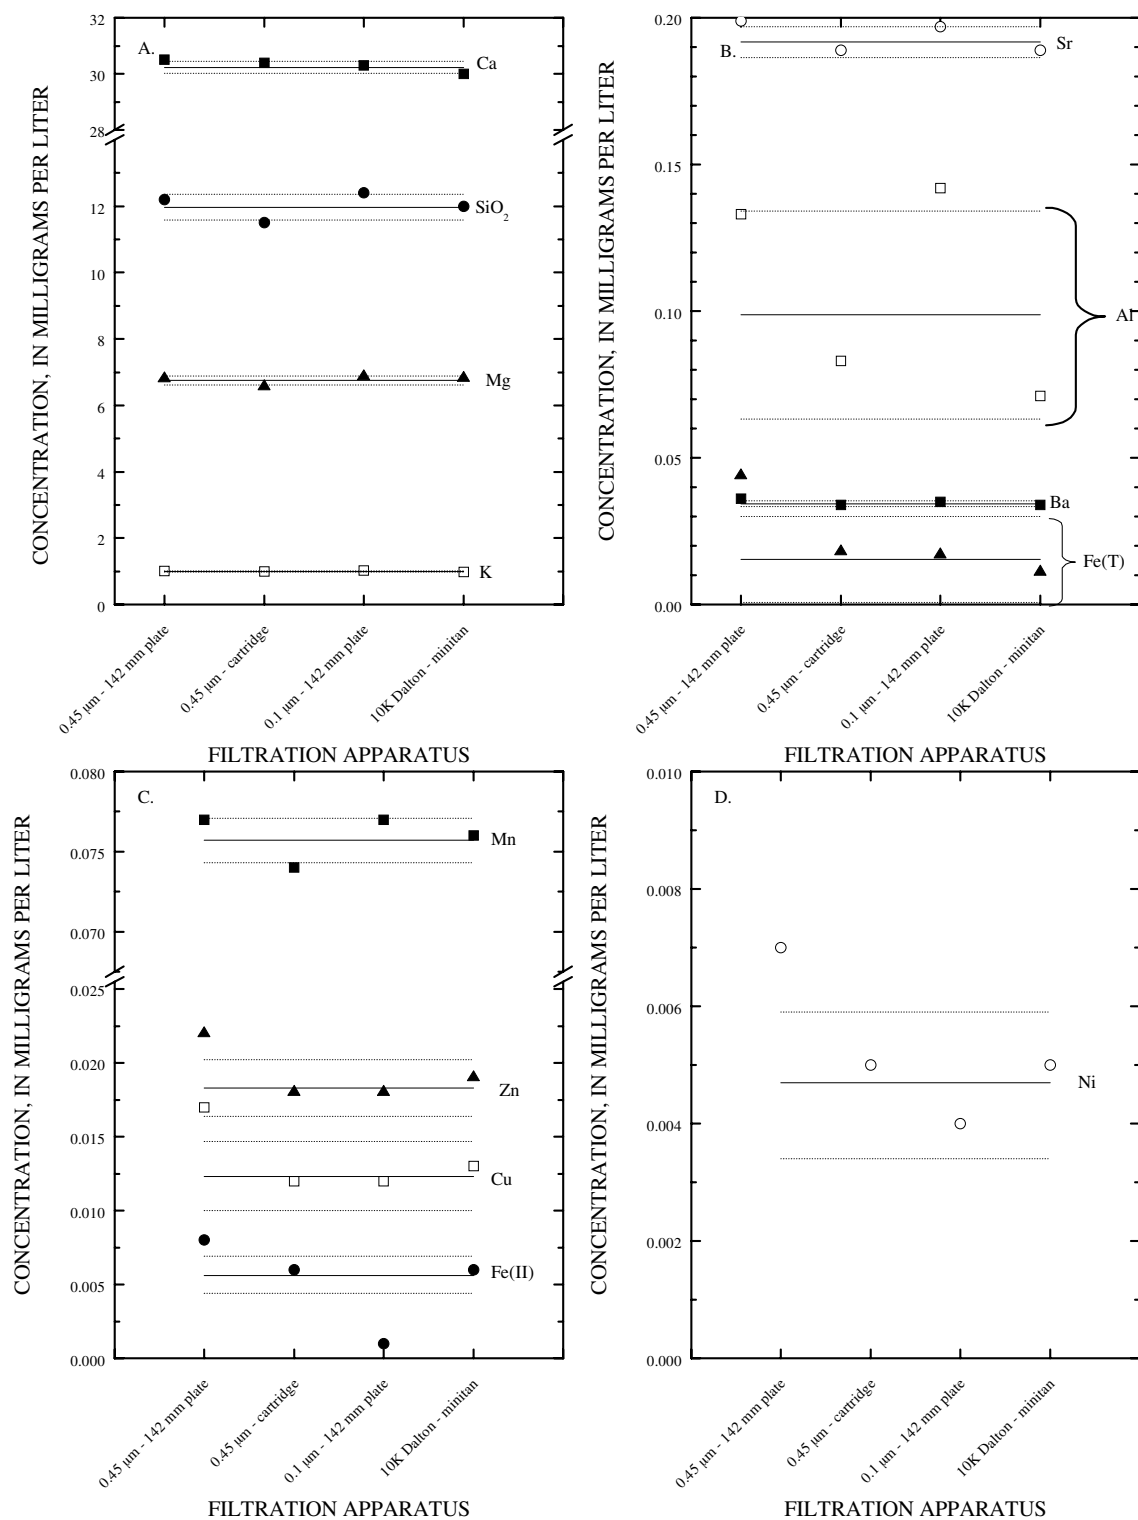 A.
CONCENTRATION, IN MILLIGRAMS PER LITER
32
30
28
12
10
8
6
4
2
0
Ca
SiO2
Mg
K
0.45 µm - 142 mm plate
0.45 µm - cartridge
0.1 µm - 142 mm plate
10K Dalton - minitan
FILTRATION APPARATUS
B.
CONCENTRATION, IN MILLIGRAMS PER LITER
0.20
0.15
0.10
0.05
0.00
Sr
Al
Ba
Fe(T)
0.45 µm - 142 mm plate
0.45 µm - cartridge
0.1 µm - 142 mm plate
10K Dalton - minitan
FILTRATION APPARATUS
C.
CONCENTRATION, IN MILLIGRAMS PER LITER
0.080
0.075
0.070
0.025
0.020
0.015
0.010
0.005
0.000
Mn
Zn
Cu
Fe(II)
0.45 µm - 142 mm plate
0.45 µm - cartridge
0.1 µm - 142 mm plate
10K Dalton - minitan
FILTRATION APPARATUS
D.
CONCENTRATION, IN MILLIGRAMS PER LITER
0.010
0.008
0.006
0.004
0.002
0.000
Ni
0.45 µm - 142 mm plate
0.45 µm - cartridge
0.1 µm - 142 mm plate
10K Dalton - minitan
FILTRATION APPARATUS